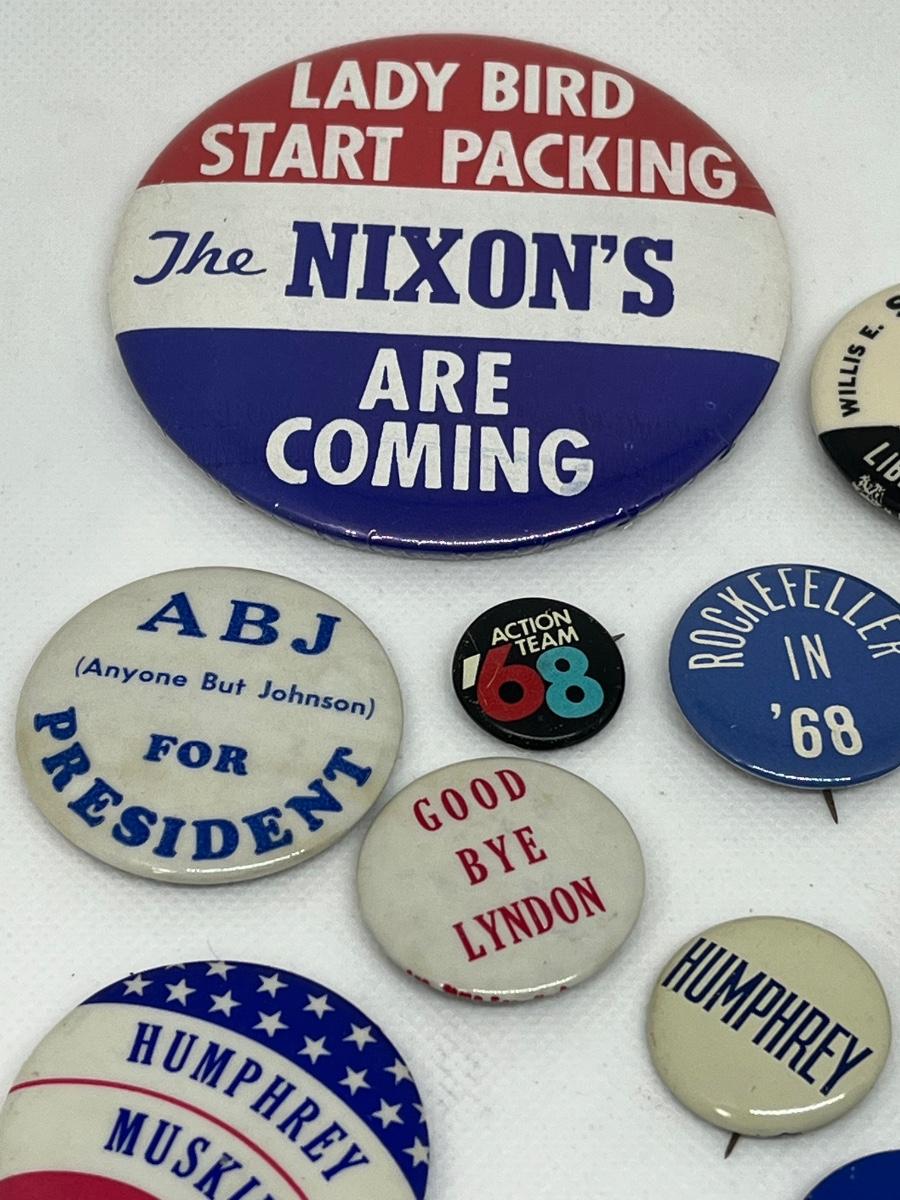 LADY BIRD
START PACKING
The NIXON'S
ARE
COMING
WILLIS E.
ABJ
(Anyone But Johnson)
FOR
PRESIDENT
ACTION
TEAM
'68
ROCKEFELLER
IN
'68
GOOD
BYE
LYNDON
HUMPHREY
HUMPHREY